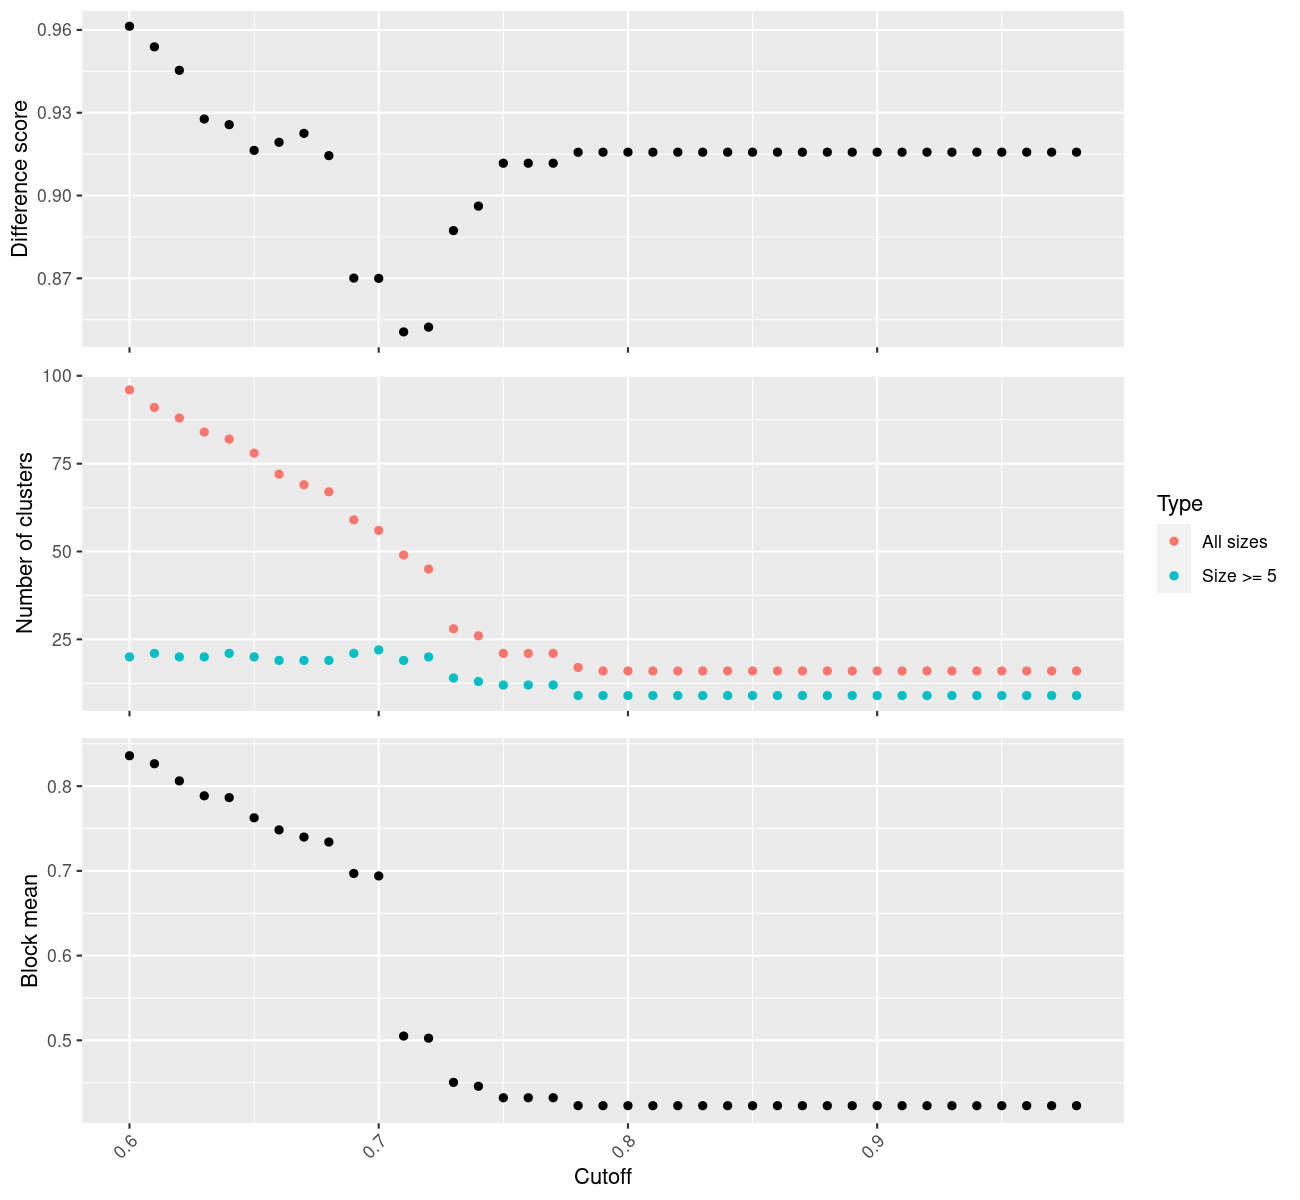 0.96
0.93
0.90
0.87
Difference score
100
75
50
25
Number of clusters
Type
All sizes
Size >= 5
0.8
0.7
0.6
0.5
Block mean
0.6
0.7
0.8
0.9
Cutoff